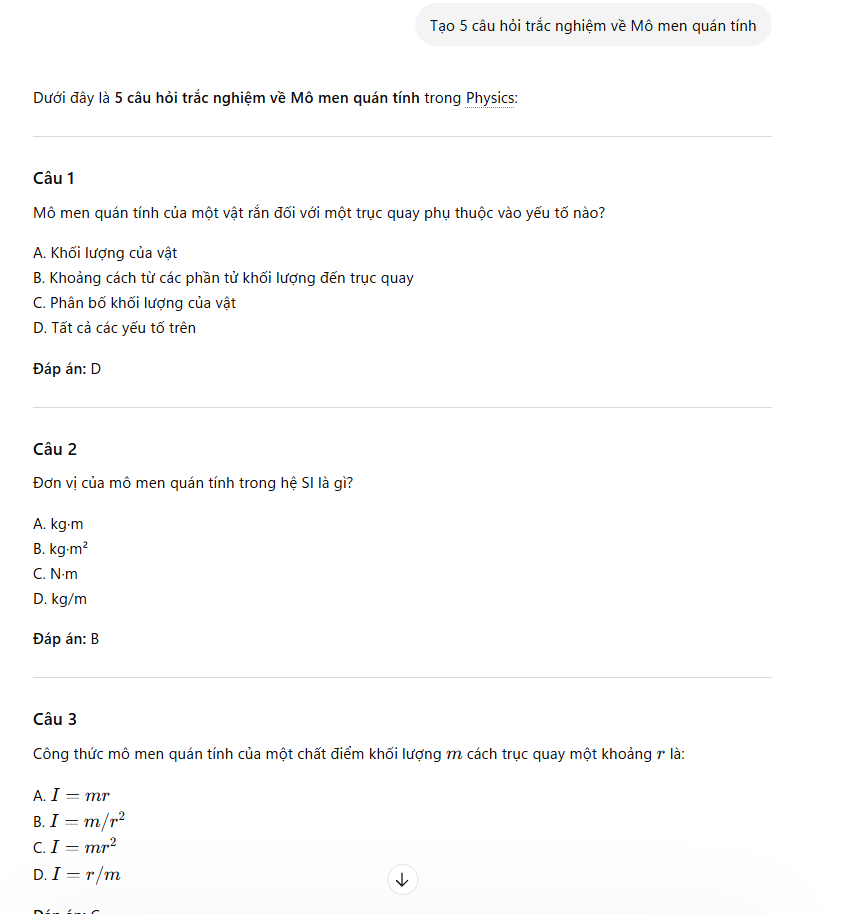 Tạo 5 câu hỏi trắc nghiệm về Mô men quán tính
Dưới đây là 5 câu hỏi trắc nghiệm về Mô men quán tính trong Physics:
Câu 1
Mô men quán tính của một vật rắn đối với một trục quay phụ thuộc vào yếu tố nào?
A. Khối lượng của vật
B. Khoảng cách từ các phần tử khối lượng đến trục quay
C. Phân bố khối lượng của vật
D. Tất cả các yếu tố trên
Đáp án: D
Câu 2
Đơn vị của mô men quán tính trong hệ SI là gì?
A. kg·m
B. kg·m²
C. N·m
D. kg/m
Đáp án: B
Câu 3
Công thức mô men quán tính của một chất điểm khối lượng m cách trục quay một khoảng r là:
A. I = mr
B. I = m/r²
C. I = mr²
D. I = r/m